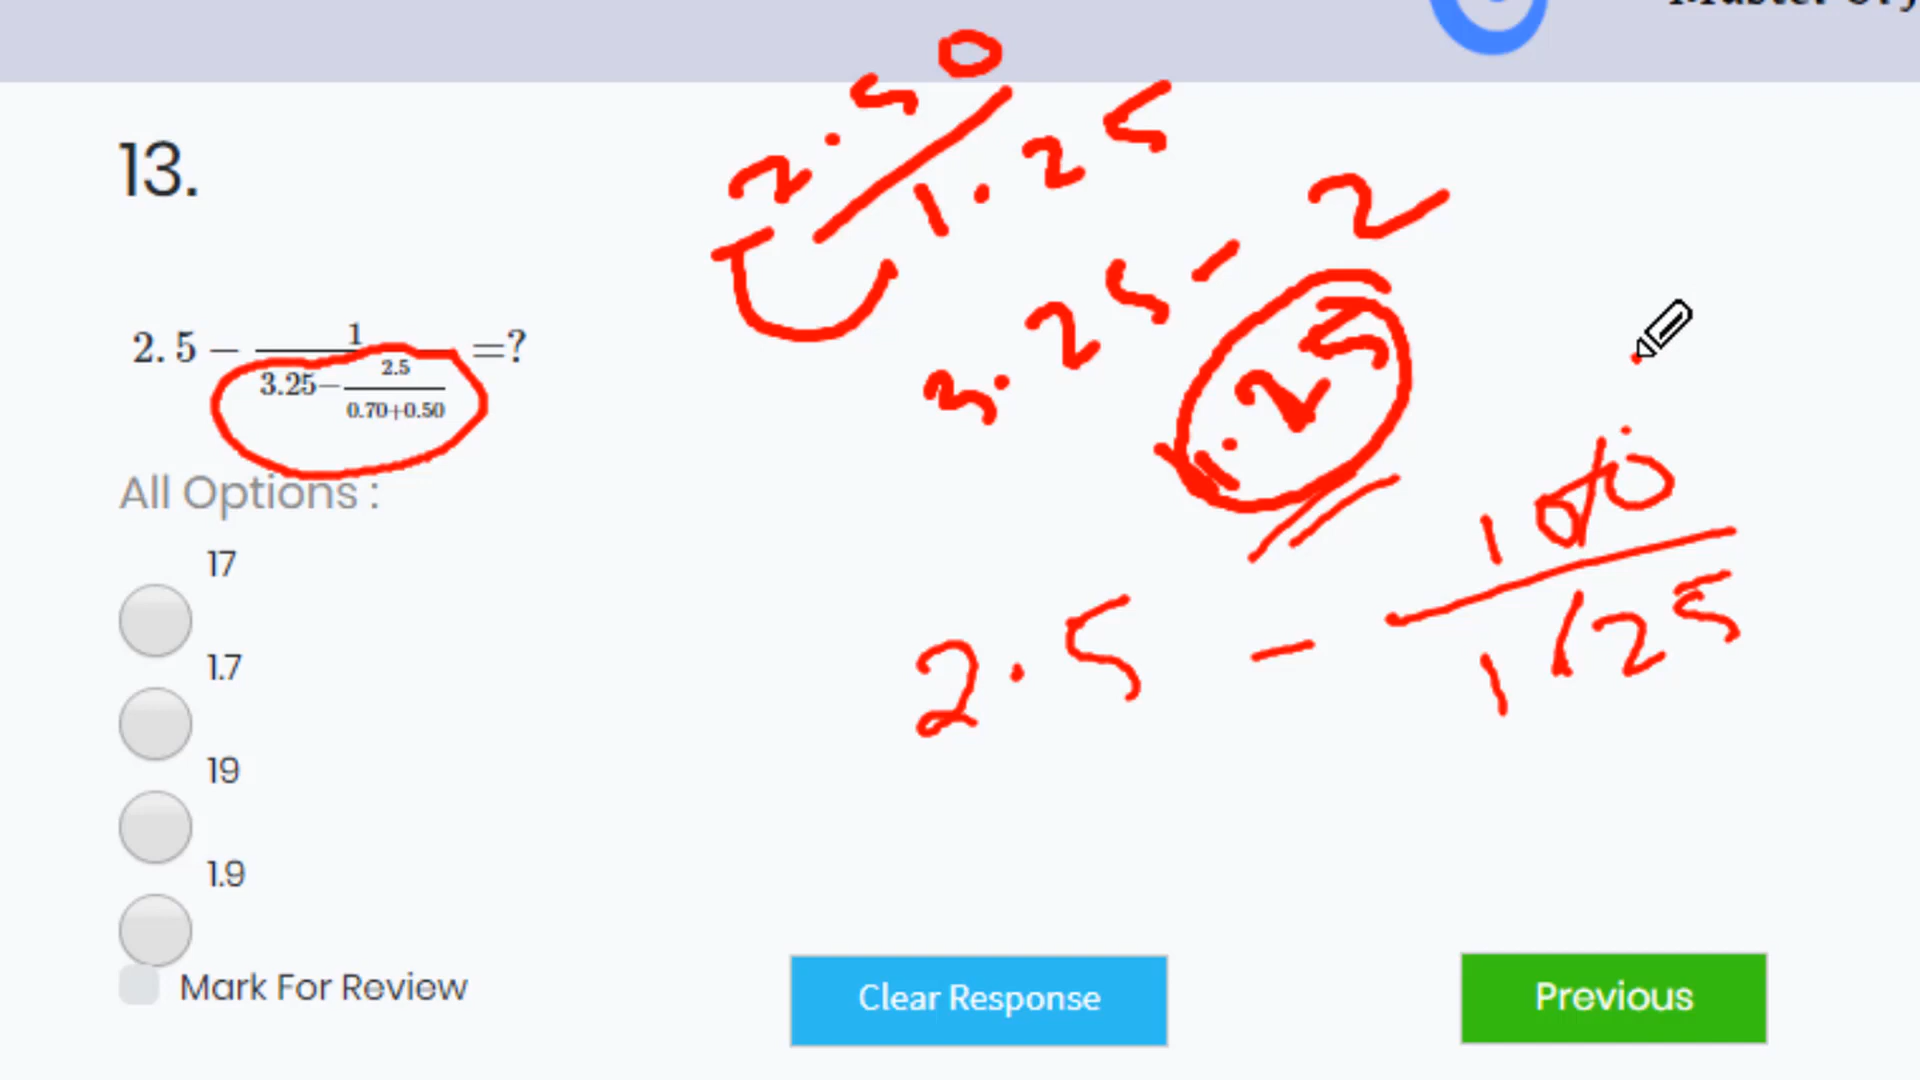 13.
2.5 − 1 / (3.25− 2.5 / (0.70+0.50)) =?
All Options :
17
1.7
19
1.9
Mark For Review
Clear Response
Previous
2.50 / 1.25
3.25 - 2
1.25
2.5 - 100 / 125